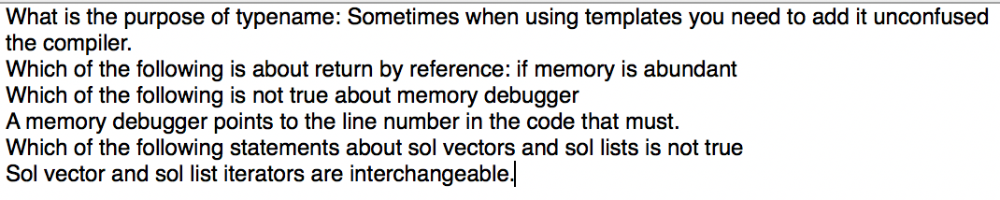 What is the purpose of typename: Sometimes when using templates you need to add it unconfused
the compiler.
Which of the following is about return by reference: if memory is abundant
Which of the following is not true about memory debugger
A memory debugger points to the line number in the code that must.
Which of the following statements about sol vectors and sol lists is not true
Sol vector and sol list iterators are interchangeable.